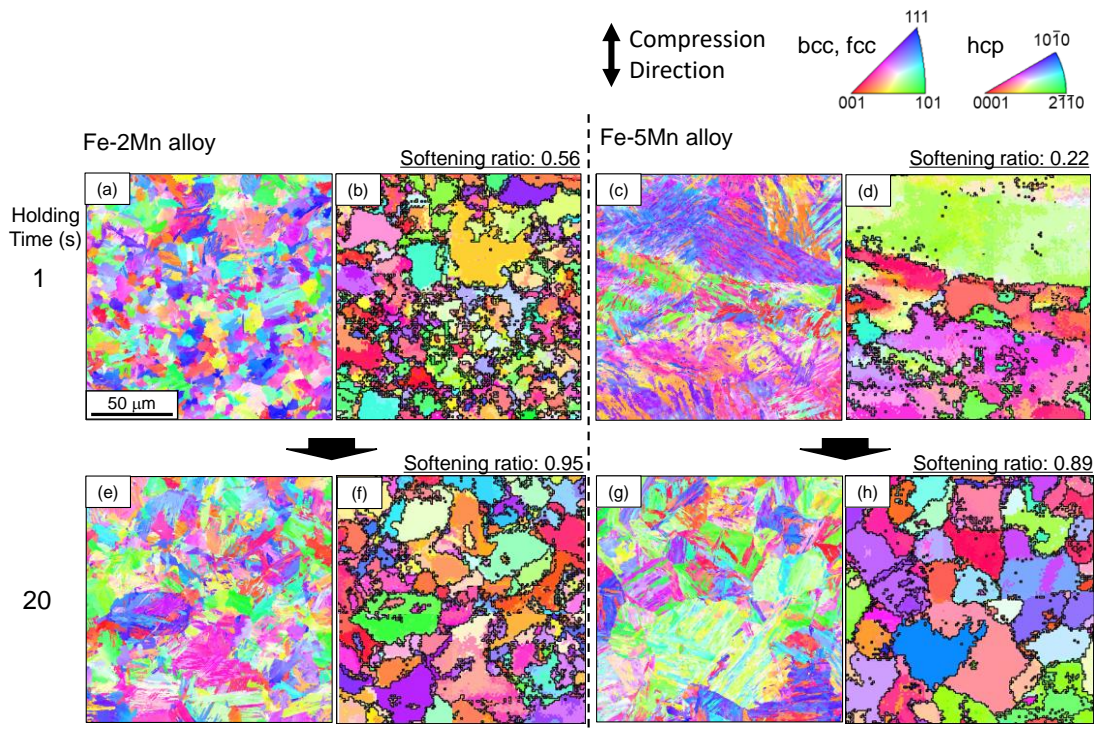 Compression
Direction
bcc, fcc
111
001
101
hcp
101̄0
0001
21̄1̄0
Fe-2Mn alloy
Fe-5Mn alloy
Softening ratio: 0.56
Softening ratio: 0.22
Holding
Time (s)
1
(a)
(b)
(c)
(d)
50 μm
Softening ratio: 0.95
Softening ratio: 0.89
20
(e)
(f)
(g)
(h)